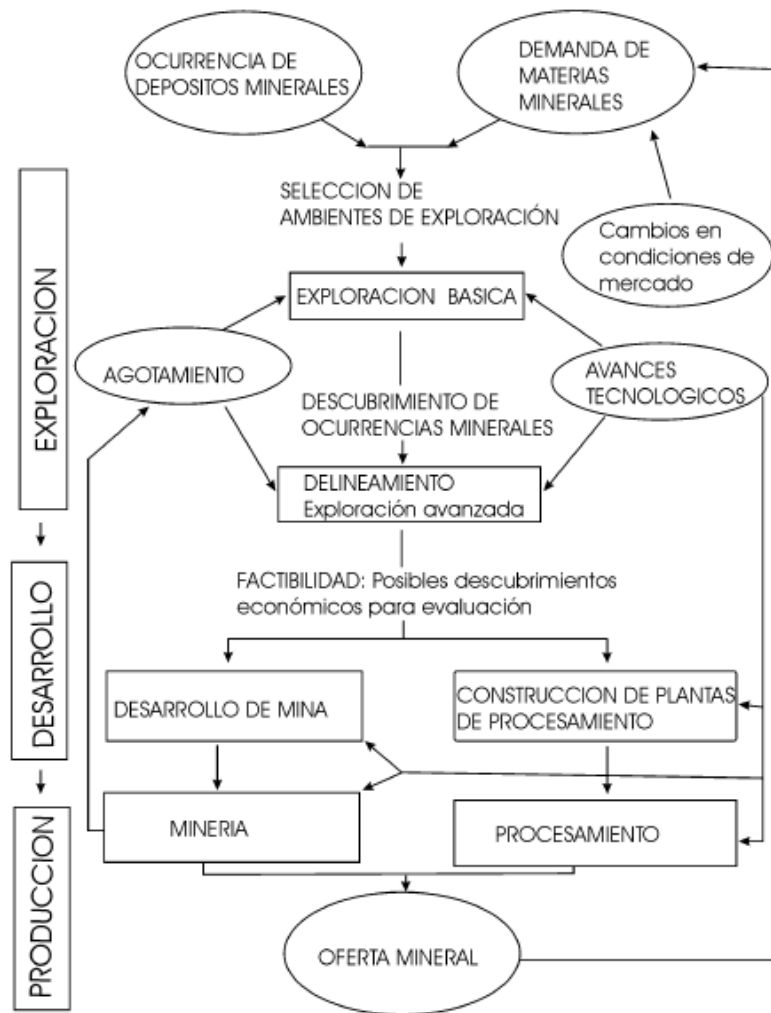 OCURRENCIA DE
DEPOSITOS MINERALES
DEMANDA DE
MATERIAS
MINERALES
SELECCION DE
AMBIENTES DE EXPLORACIÓN
Cambios en
condiciones de
mercado
EXPLORACION
EXPLORACION BASICA
AGOTAMIENTO
AVANCES
TECNOLOGICOS
DESCUBRIMIENTO DE
OCURRENCIAS MINERALES
DELINEAMIENTO
Exploración avanzada
FACTIBILIDAD: Posibles descubrimientos
económicos para evaluación
DESARROLLO
DESARROLLO DE MINA
CONSTRUCCION DE PLANTAS
DE PROCESAMIENTO
MINERIA
PROCESAMIENTO
PRODUCCION
OFERTA MINERAL